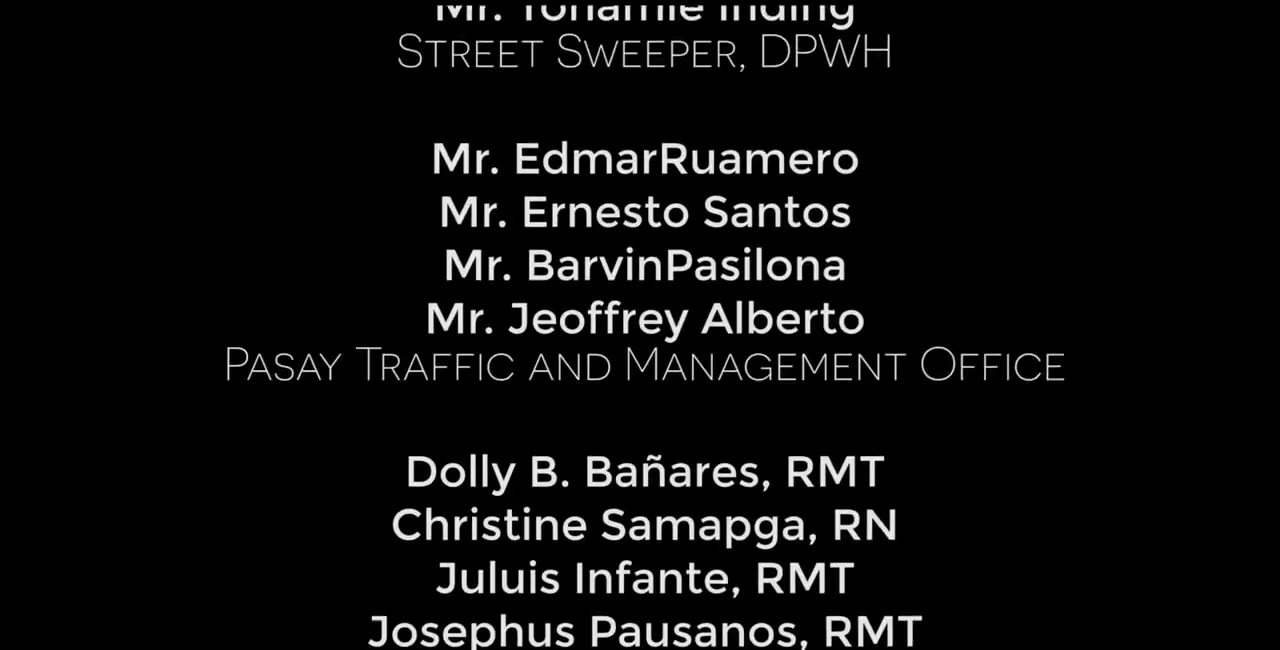 Mr.
STREET SWEEPER, DPWH
Mr. EdmarRuamero
Mr. Ernesto Santos
Mr. BarvinPasilona
Mr. Jeoffrey Alberto
PASAY TRAFFIC AND MANAGEMENT OFFICE
Dolly B. Bañares, RMT
Christine Samapga, RN
Juluis Infante, RMT
Josephus Pausanos, RMT